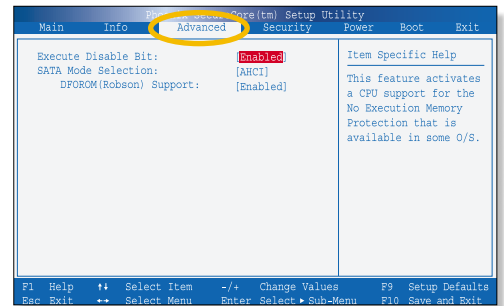 Phoenix SecureCore(tm) Setup Utility
Main Info Advanced Security Power Boot Exit
Execute Disable Bit: [Enabled]
SATA Mode Selection: [AHCI]
DFOROM(Robson) Support: [Enabled]
Item Specific Help
This feature activates
a CPU support for the
No Execution Memory
Protection that is
available in some O/S.
F1 Help ↑↓ Select Item -/+ Change Values F9 Setup Defaults
Esc Exit ←→ Select Menu Enter Select ▶ Sub-Menu F10 Save and Exit